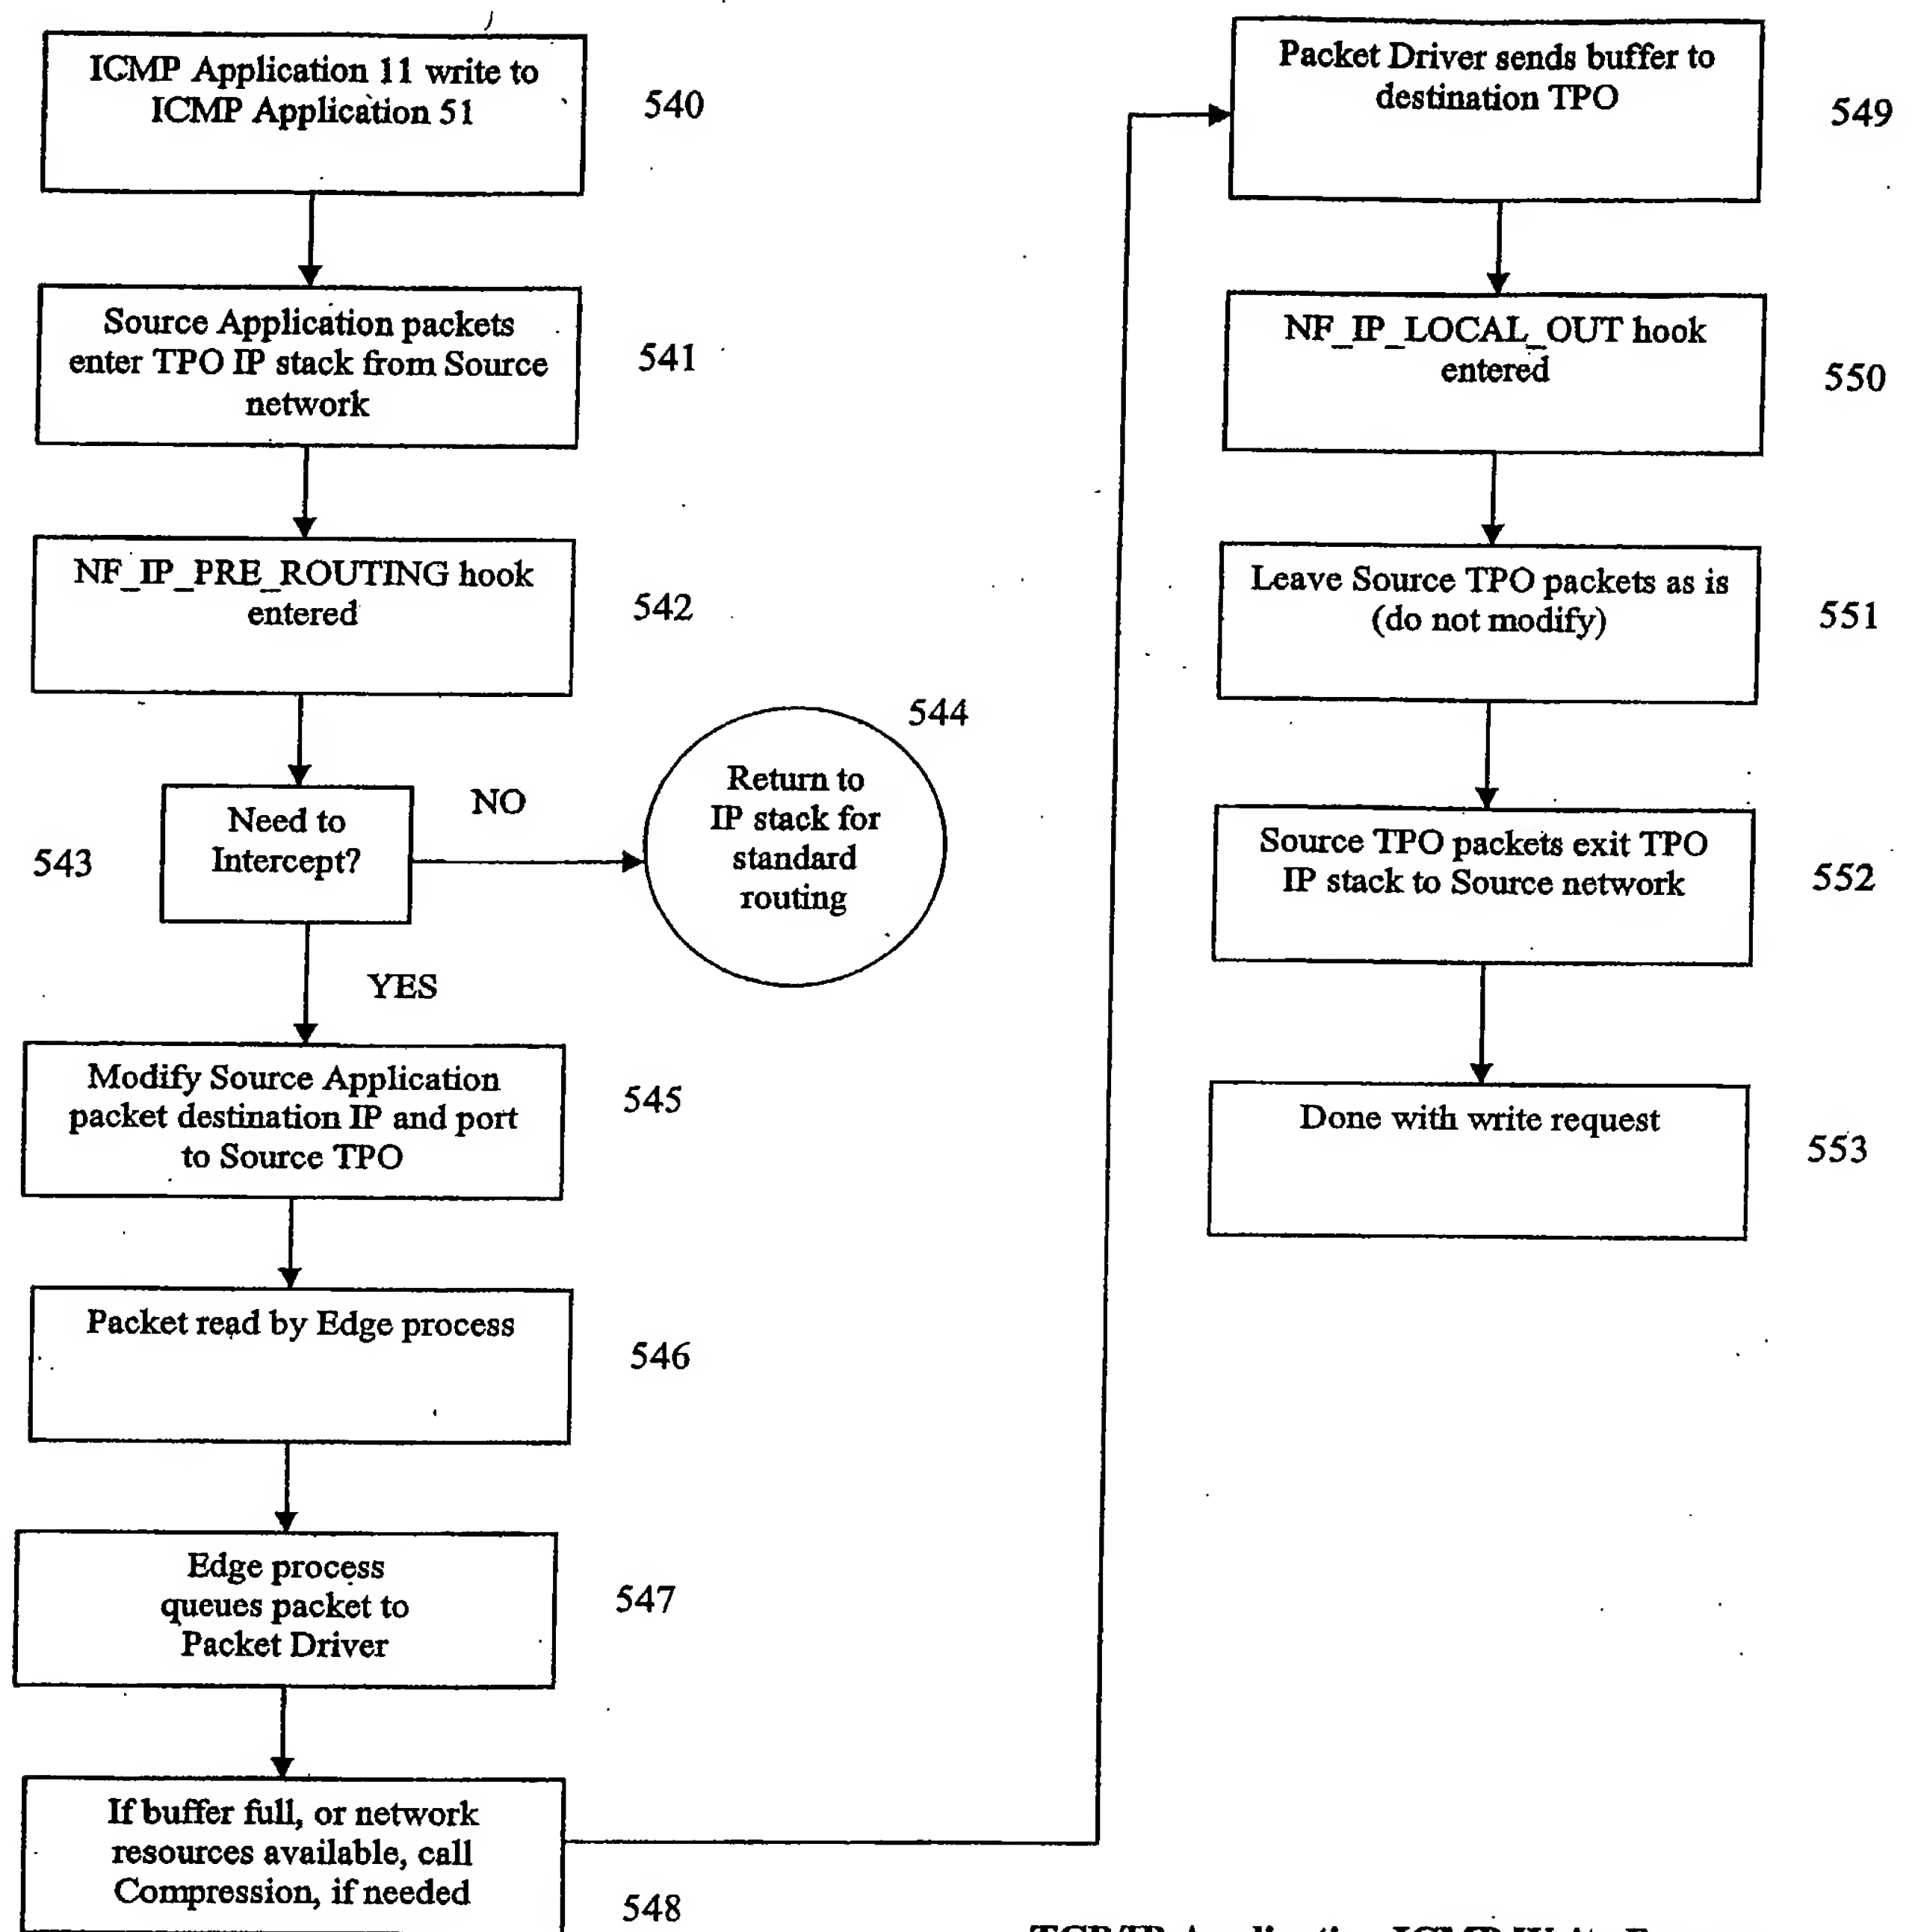 ICMP Application 11 write to
ICMP Application 51
540
Source Application packets
enter TPO IP stack from Source
network
541
NF_IP_PRE_ROUTING hook
entered
542
Need to
Intercept?
543
NO
544
Return to
IP stack for
standard
routing
YES
Modify Source Application
packet destination IP and port
to Source TPO
545
Packet read by Edge process
546
Edge process
queues packet to
Packet Driver
547
If buffer full, or network
resources available, call
Compression, if needed
548
Packet Driver sends buffer to
destination TPO
549
NF_IP_LOCAL_OUT hook
entered
550
Leave Source TPO packets as is
(do not modify)
551
Source TPO packets exit TPO
IP stack to Source network
552
Done with write request
553